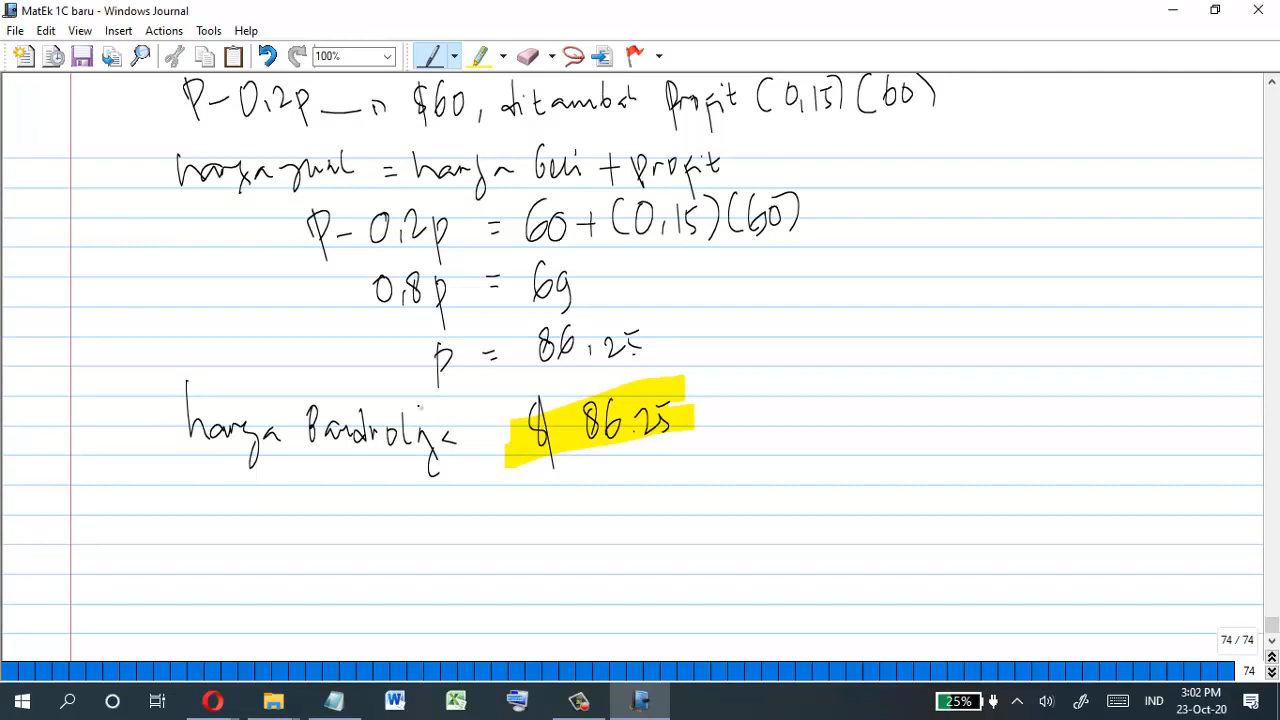 MatEk 1C baru - Windows Journal
File Edit View Insert Actions Tools Help
100%
P - 0,2p $60, ditambah Profit (0,15)(60)
harga jual = harga beli + profit
P - 0,2p = 60 + (0,15)(60)
0,8p = 69
p = 86,25
harga Bandrolnya $ 86.25
74 / 74
74
25% IND 3:02 PM
23-Oct-20